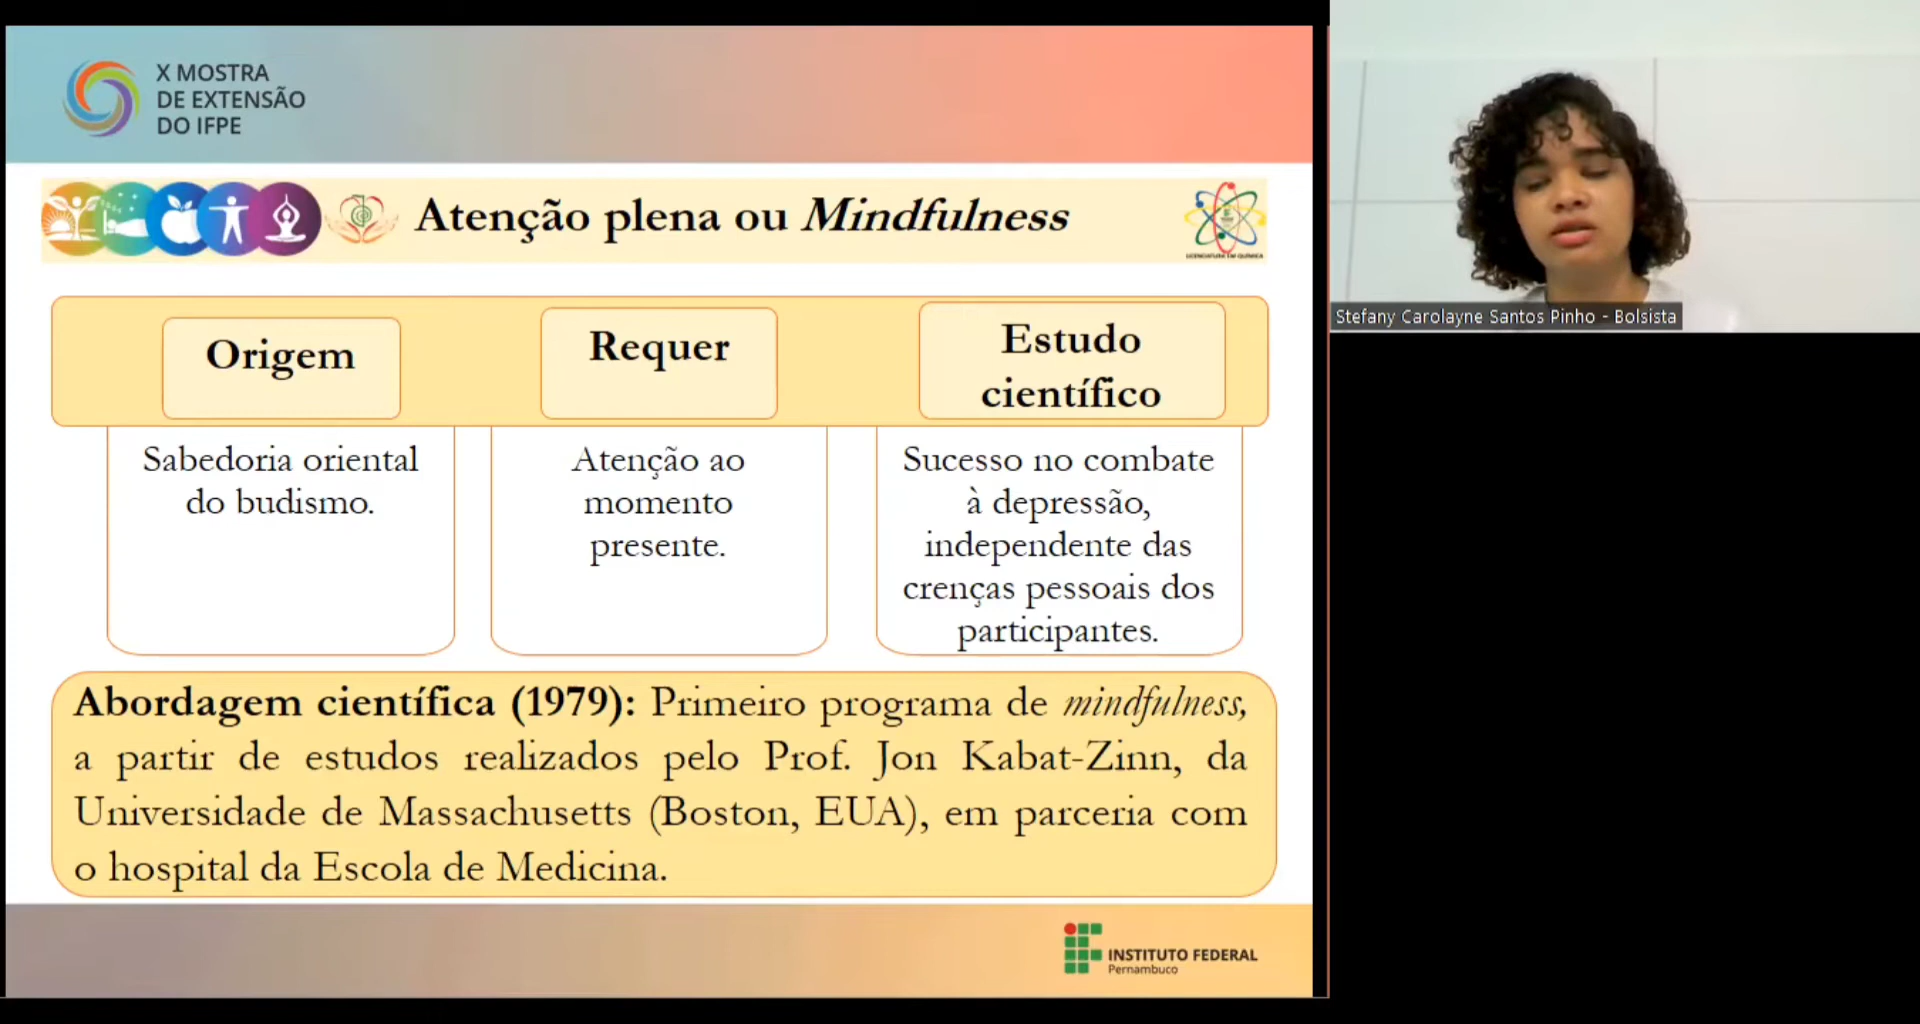 X MOSTRA
DE EXTENSÃO
DO IFPE
Atenção plena ou Mindfulness
LICENCIATURA EM QUÍMICA
Origem
Requer
Estudo
científico
Sabedoria oriental
do budismo.
Atenção ao
momento
presente.
Sucesso no combate
à depressão,
independente das
crenças pessoais dos
participantes.
Abordagem científica (1979): Primeiro programa de mindfulness,
a partir de estudos realizados pelo Prof. Jon Kabat-Zinn, da
Universidade de Massachusetts (Boston, EUA), em parceria com
o hospital da Escola de Medicina.
INSTITUTO FEDERAL
Pernambuco
Stefany Carolayne Santos Pinho - Bolsista